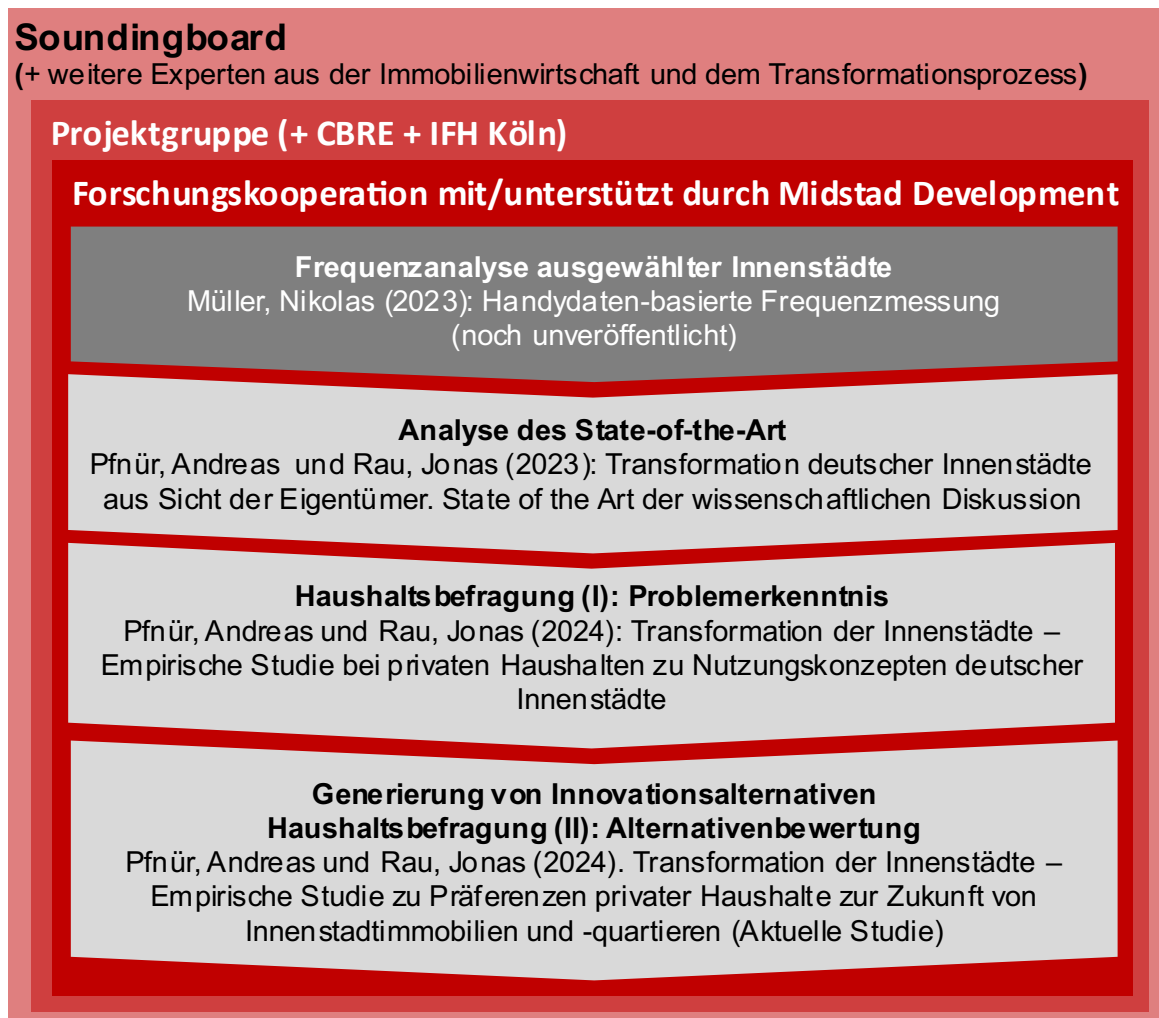 Soundingboard
(+ weitere Experten aus der Immobilienwirtschaft und dem Transformationsprozess)
Projektgruppe (+ CBRE + IFH Köln)
Forschungskooperation mit/unterstützt durch Midstad Development
Frequenzanalyse ausgewählter Innenstädte
Müller, Nikolas (2023): Handydaten-basierte Frequenzmessung
(noch unveröffentlicht)
Analyse des State-of-the-Art
Pfnür, Andreas und Rau, Jonas (2023): Transformation deutscher Innenstädte
aus Sicht der Eigentümer. State of the Art der wissenschaftlichen Diskussion
Haushaltsbefragung (I): Problemerkenntnis
Pfnür, Andreas und Rau, Jonas (2024): Transformation der Innenstädte –
Empirische Studie bei privaten Haushalten zu Nutzungskonzepten deutscher
Innenstädte
Generierung von Innovationsalternativen
Haushaltsbefragung (II): Alternativenbewertung
Pfnür, Andreas und Rau, Jonas (2024). Transformation der Innenstädte –
Empirische Studie zu Präferenzen privater Haushalte zur Zukunft von
Innenstadtimmobilien und -quartieren (Aktuelle Studie)